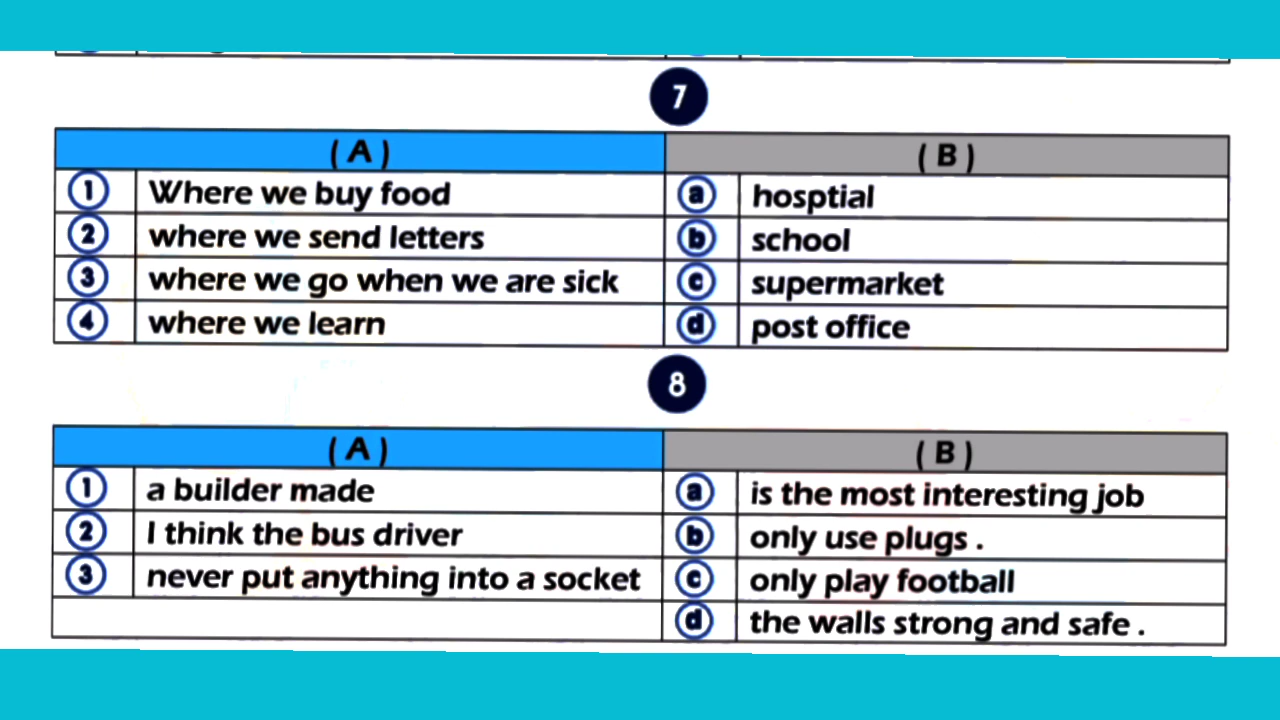 7
( A ) ( B )
1 Where we buy food a hosptial
2 where we send letters b school
3 where we go when we are sick c supermarket
4 where we learn d post office
8
( A ) ( B )
1 a builder made a is the most interesting job
2 I think the bus driver b only use plugs .
3 never put anything into a socket c only play football
d the walls strong and safe .